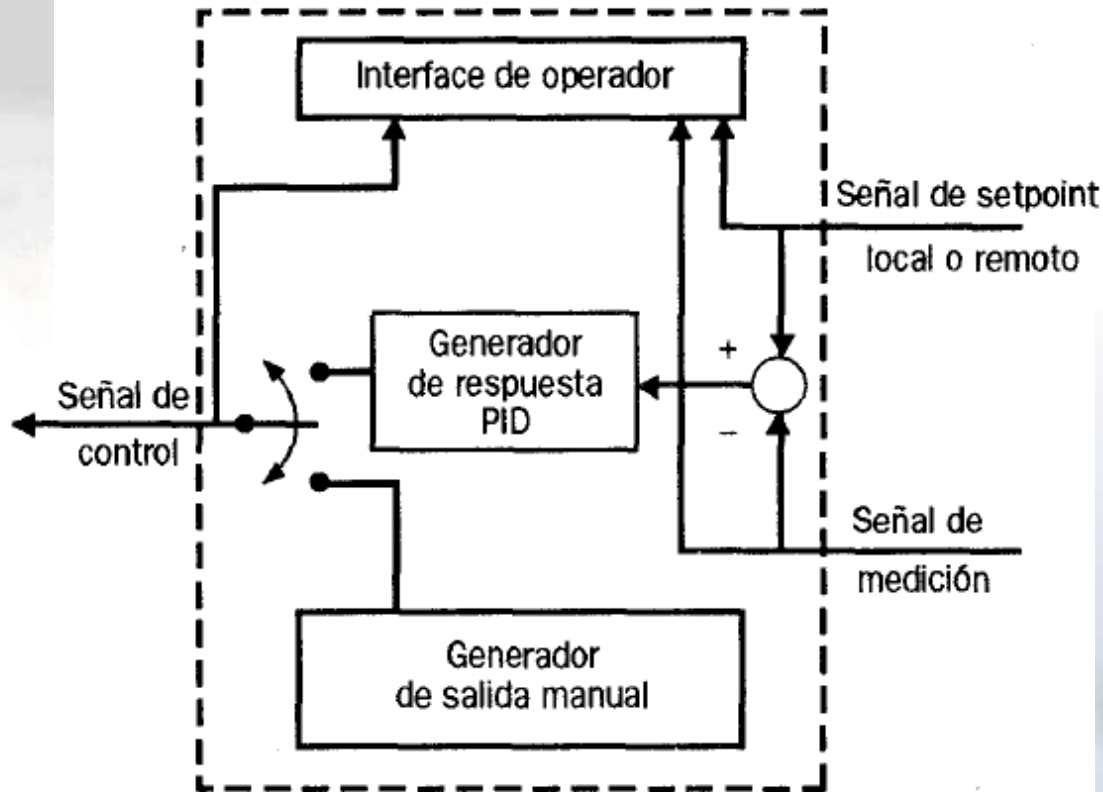 Interface de operador
Señal de setpoint
local o remoto
Generador
de respuesta
PID
+
−
Señal de
control
Señal de
medición
Generador
de salida manual